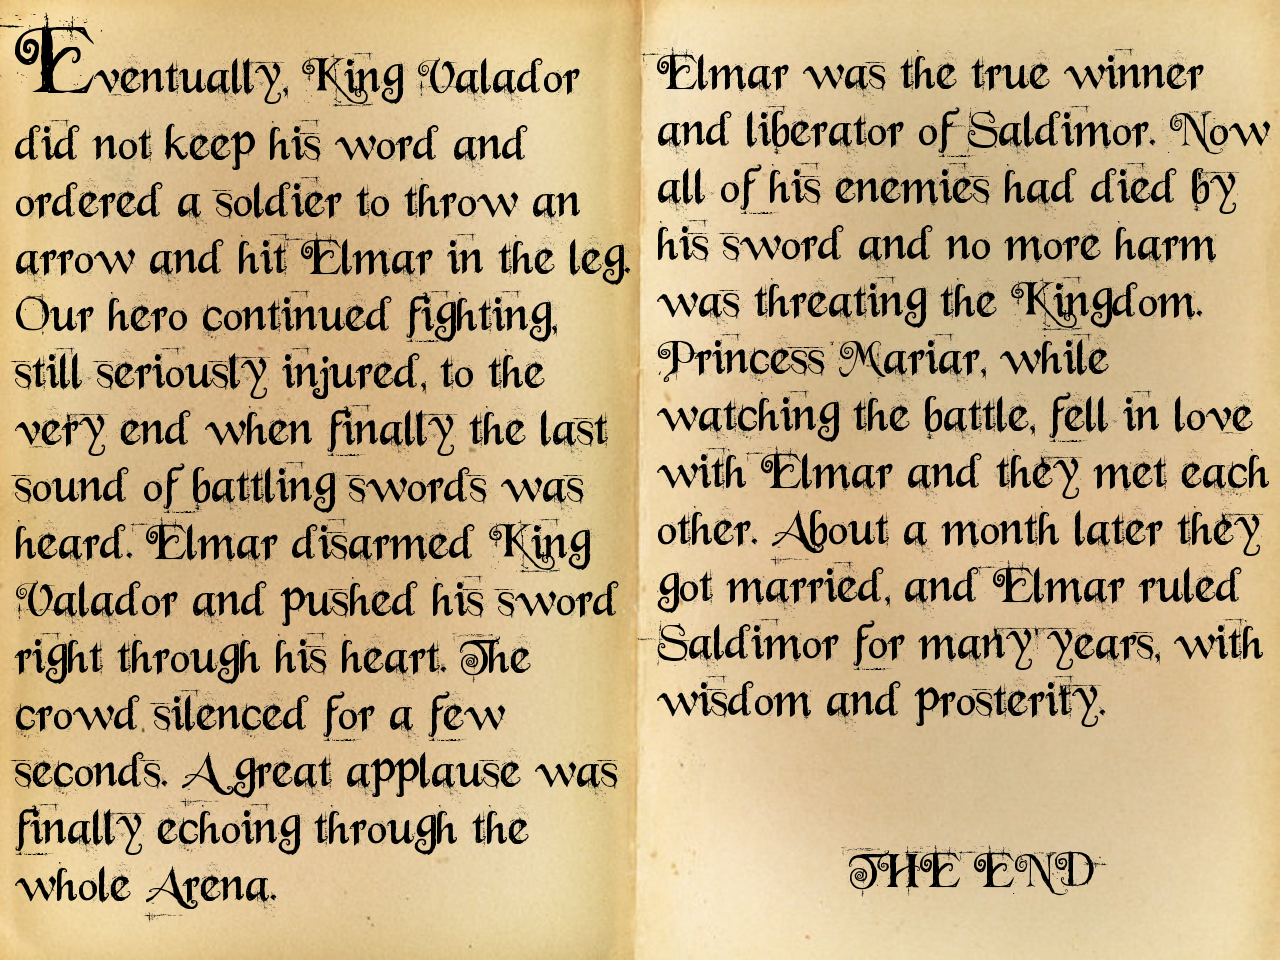 Eventually, King Valador
did not keep his word and
ordered a soldier to throw an
arrow and hit Elmar in the leg.
Our hero continued fighting,
still seriously injured, to the
very end when finally the last
sound of battling swords was
heard. Elmar disarmed King
Valador and pushed his sword
right through his heart. The
crowd silenced for a few
seconds. A great applause was
finally echoing through the
whole Arena.
Elmar was the true winner
and liberator of Saldimor. Now
all of his enemies had died by
his sword and no more harm
was threating the Kingdom.
Princess Mariar, while
watching the battle, fell in love
with Elmar and they met each
other. About a month later they
got married, and Elmar ruled
Saldimor for many years, with
wisdom and prosterity.
THE END